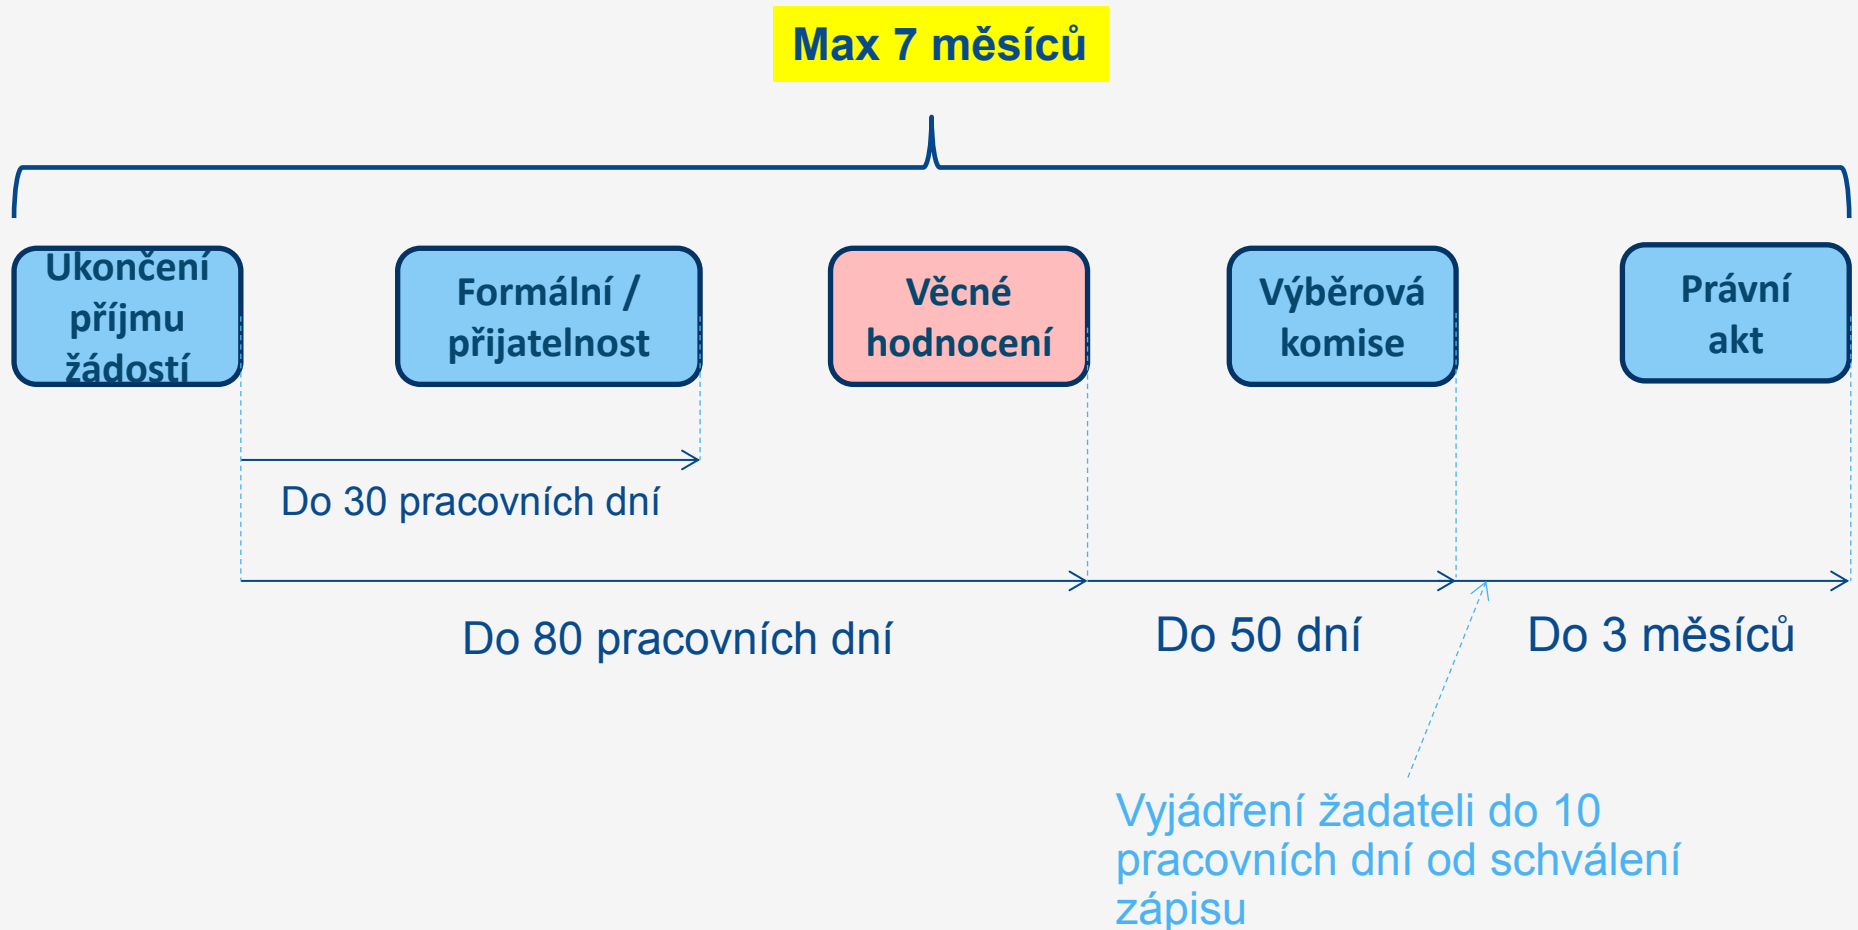 Max 7 měsíců
Ukončení
příjmu
žádostí
Formální /
přijatelnost
Věcné
hodnocení
Výběrová
komise
Právní
akt
Do 30 pracovních dní
Do 80 pracovních dní
Do 50 dní
Do 3 měsíců
Vyjádření žadateli do 10
pracovních dní od schválení
zápisu